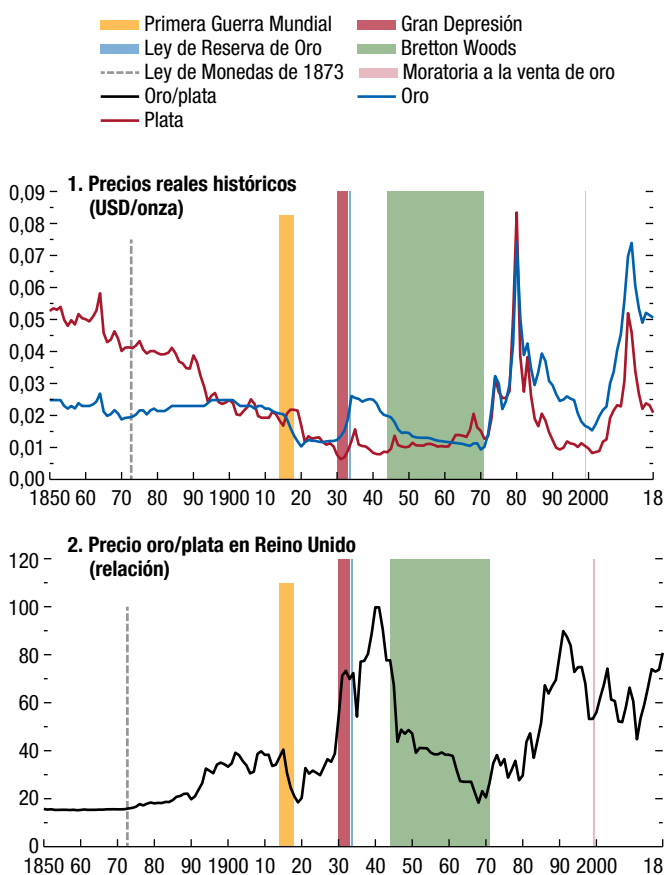 Primera Guerra Mundial
Gran Depresión
Ley de Reserva de Oro
Bretton Woods
Ley de Monedas de 1873
Moratoria a la venta de oro
Oro/plata
Oro
Plata
1. Precios reales históricos
(USD/onza)
0,09
0,08
0,07
0,06
0,05
0,04
0,03
0,02
0,01
0,00
1850 60 70 80 90 1900 10 20 30 40 50 60 70 80 90 2000 18
2. Precio oro/plata en Reino Unido
(relación)
120
100
80
60
40
20
0
1850 60 70 80 90 1900 10 20 30 40 50 60 70 80 90 2000 18